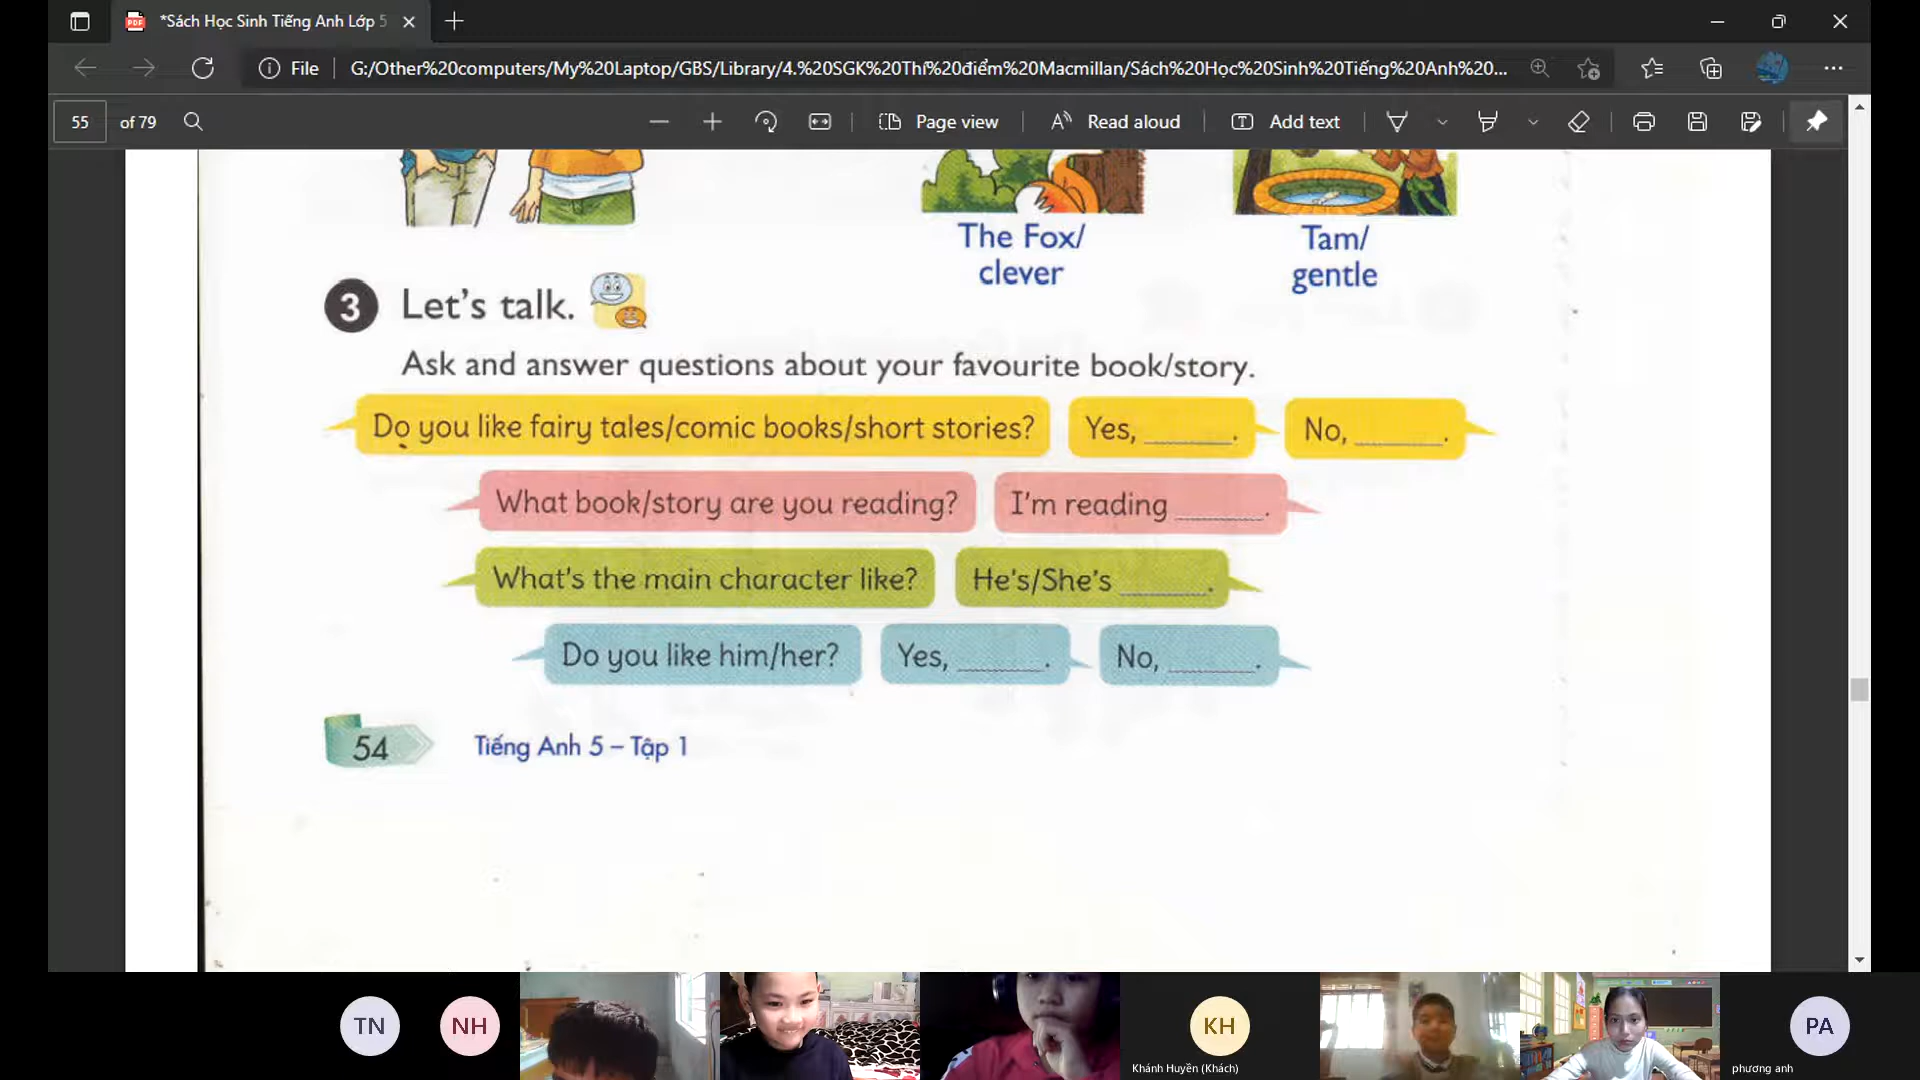 *Sách Học Sinh Tiếng Anh Lớp 5
File
G:/Other%20computers/My%20Laptop/GBS/Library/4.%20SGK%20Thí%20điểm%20Macmillan/Sách%20Học%20Sinh%20Tiếng%20Anh%20...
55 of 79
Page view
Read aloud
Add text
The Fox/
clever
Tam/
gentle
3 Let's talk.
Ask and answer questions about your favourite book/story.
Do you like fairy tales/comic books/short stories? Yes, ______. No, ______.
What book/story are you reading? I'm reading ______.
What's the main character like? He's/She's ______.
Do you like him/her? Yes, ______. No, ______.
54 Tiếng Anh 5 – Tập 1
TN
NH
KH
Khánh Huyền (Khách)
PA
phương anh